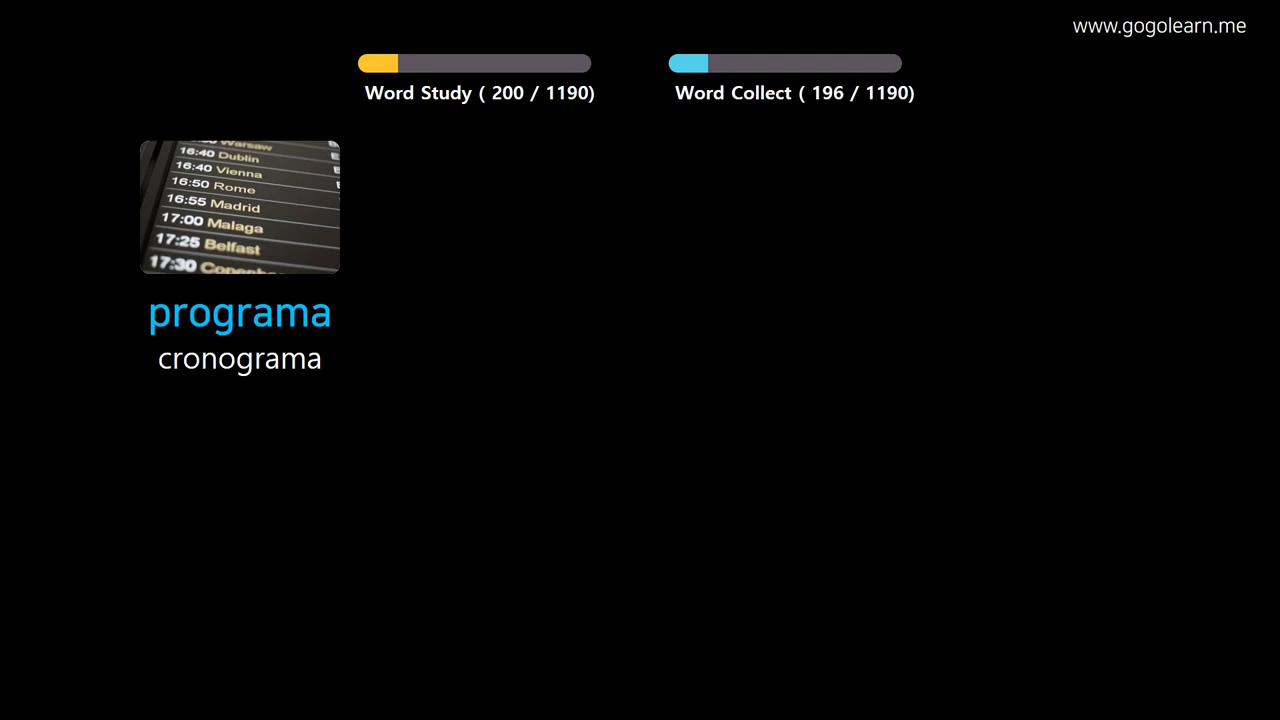 www.gogolearn.me
Word Study ( 200 / 1190)
Word Collect ( 196 / 1190)
Warsaw
16:40 Dublin
16:40 Vienna
16:50 Rome
16:55 Madrid
17:00 Malaga
17:25 Belfast
17:30
programa
cronograma